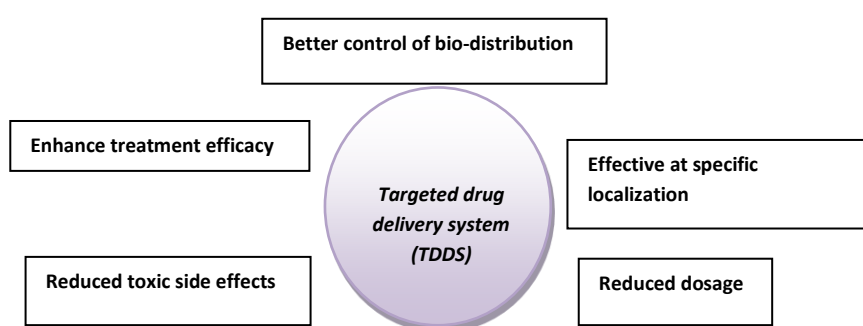 Better control of bio-distribution
Enhance treatment efficacy
Effective at specific
localization
Targeted drug
delivery system
(TDDS)
Reduced toxic side effects
Reduced dosage